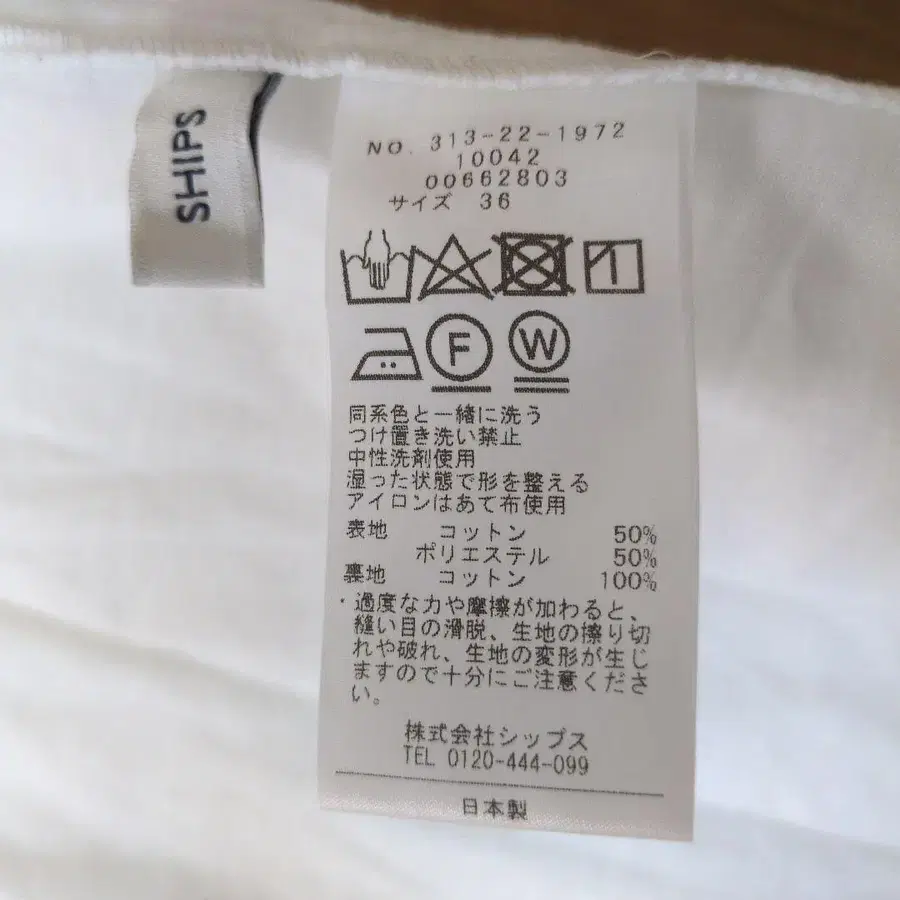 SHIPS
NO. 313-22-1972
10042
00662803
サイズ 36
F
W
同系色と一緒に洗う
つけ置き洗い禁止
中性洗剤使用
湿った状態で形を整える
アイロンはあて布使用
表地 コットン 50%
ポリエステル 50%
裏地 コットン 100%
・過度な力や摩擦が加わると、
縫い目の滑脱、生地の擦り切
れや破れ、生地の変形が生じ
ますので十分にご注意くださ
い。
株式会社シップス
TEL 0120-444-099
日本製